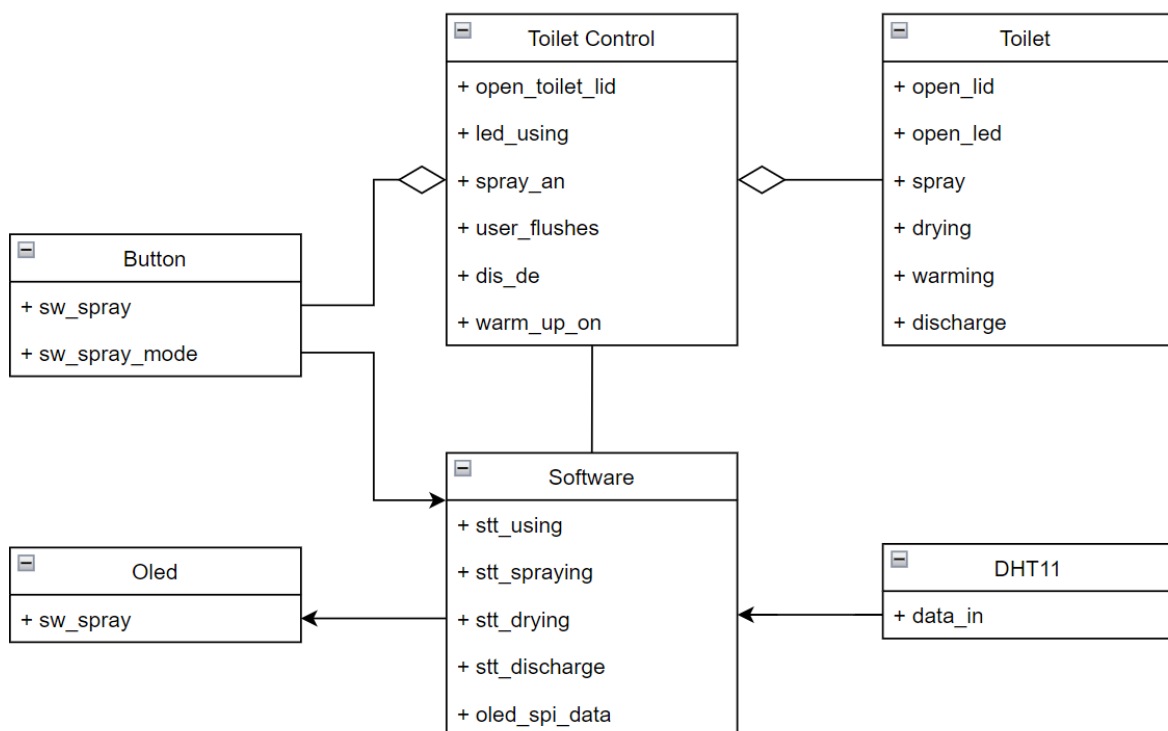 Toilet Control
+ open_toilet_lid
+ led_using
+ spray_an
+ user_flushes
+ dis_de
+ warm_up_on
Toilet
+ open_lid
+ open_led
+ spray
+ drying
+ warming
+ discharge
Button
+ sw_spray
+ sw_spray_mode
Software
+ stt_using
+ stt_spraying
+ stt_drying
+ stt_discharge
+ oled_spi_data
Oled
+ sw_spray
DHT11
+ data_in